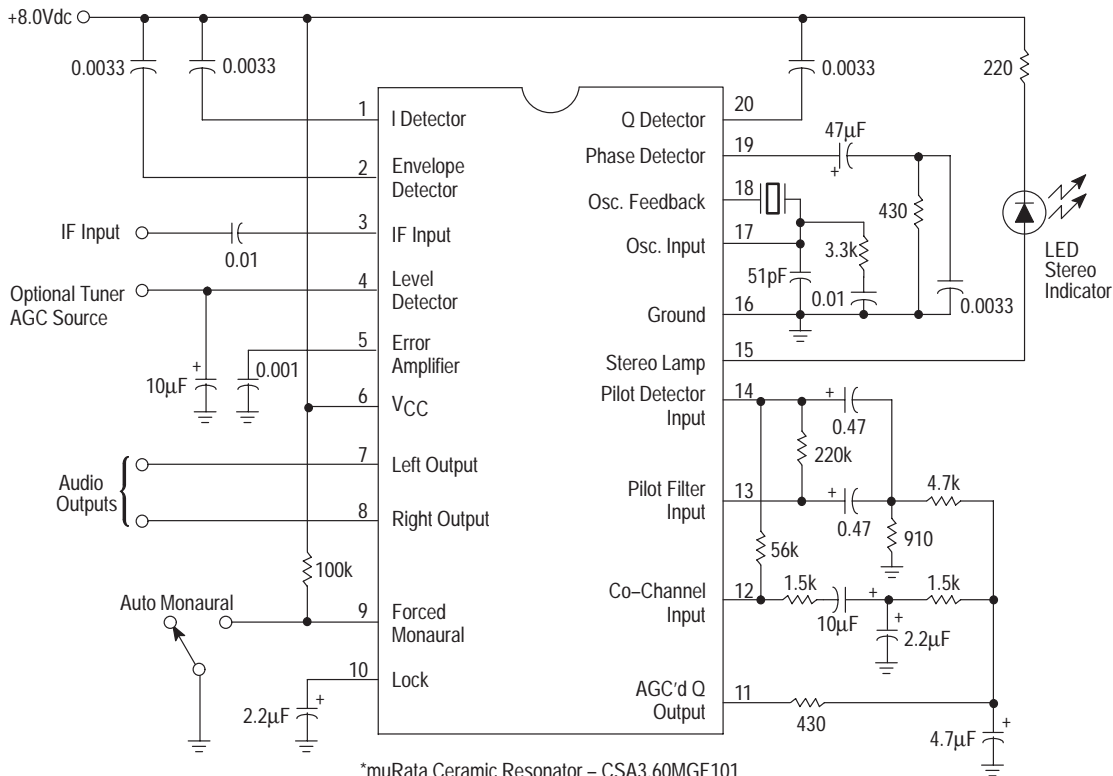 +8.0Vdc
0.0033
0.0033
0.0033
220
1
I Detector
Q Detector
20
2
Envelope
Detector
Phase Detector
19
47µF
+
IF Input
0.01
3
IF Input
Osc. Feedback
18
Osc. Input
17
3.3k
430
51pF
0.01
0.0033
LED
Stereo
Indicator
Optional Tuner
AGC Source
4
Level
Detector
Ground
16
+
10µF
0.001
5
Error
Amplifier
Stereo Lamp
15
6
VCC
Pilot Detector
Input
14
+
0.47
220k
Audio
Outputs
7
Left Output
8
Right Output
Pilot Filter
Input
13
+
0.47
4.7k
910
56k
100k
Auto Monaural
9
Forced
Monaural
Co–Channel
Input
12
1.5k
10µF
+
1.5k
+
2.2µF
10
Lock
2.2µF
+
AGC'd Q
Output
11
430
4.7µF
+
*muRata Ceramic Resonator – CSA3.60MGF101